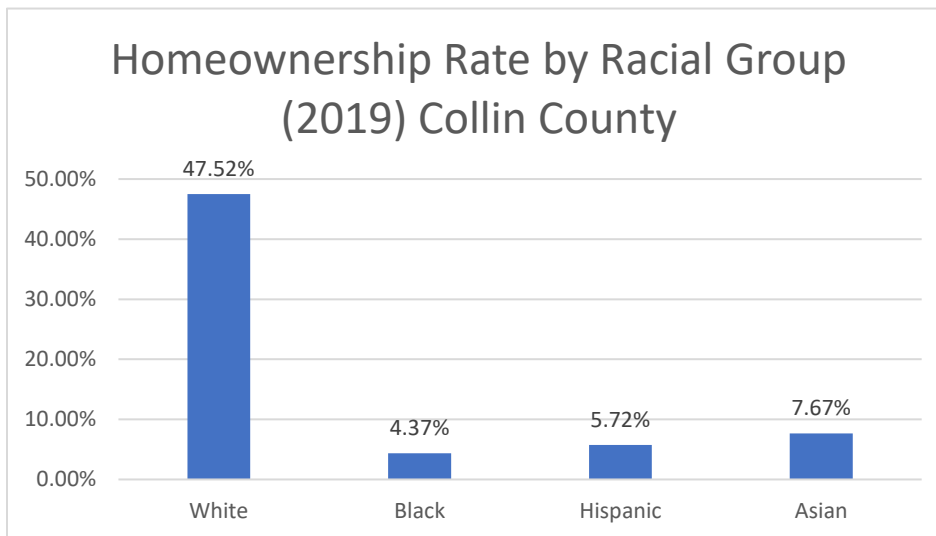 Homeownership Rate by Racial Group
(2019) Collin County
47.52%
50.00%
40.00%
30.00%
20.00%
10.00%
0.00%
4.37%
5.72%
7.67%
White
Black
Hispanic
Asian